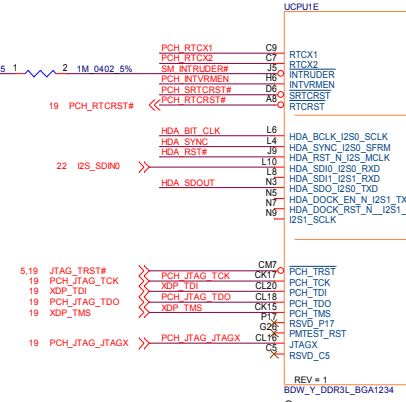 UCPU1E
PCH_RTCX1 C9 RTCX1
PCH_RTCX2 C7 RTCX2
5 1 2 1M_0402_5% SM_INTRUDER# J5 INTRUDER
PCH_INTVRMEN H6 INTVRMEN
PCH_SRTCRST# D6 SRTCRST
19 PCH_RTCRST# PCH_RTCRST# A8 RTCRST
HDA_BIT_CLK L6 HDA_BCLK_I2S0_SCLK
HDA_SYNC L4 HDA_SYNC_I2S0_SFRM
HDA_RST# J9 HDA_RST_N_I2S_MCLK
22 I2S_SDIN0 L10 HDA_SDI0_I2S0_RXD
L8 HDA_SDI1_I2S1_RXD
HDA_SDOUT N3 HDA_SDO_I2S0_TXD
N5 HDA_DOCK_EN_N_I2S1_TX
N7 HDA_DOCK_RST_N__I2S1_
N9 I2S1_SCLK
5,19 JTAG_TRST# CM7 PCH_TRST
19 PCH_JTAG_TCK PCH_JTAG_TCK CK17 PCH_TCK
19 XDP_TDI XDP_TDI CL20 PCH_TDI
19 PCH_JTAG_TDO PCH_JTAG_TDO CL18 PCH_TDO
19 XDP_TMS XDP_TMS CK15 PCH_TMS
P17 RSVD_P17
G26 PMTEST_RST
19 PCH_JTAG_JTAGX PCH_JTAG_JTAGX CL16 JTAGX
C5 RSVD_C5
REV = 1
BDW_Y_DDR3L_BGA1234